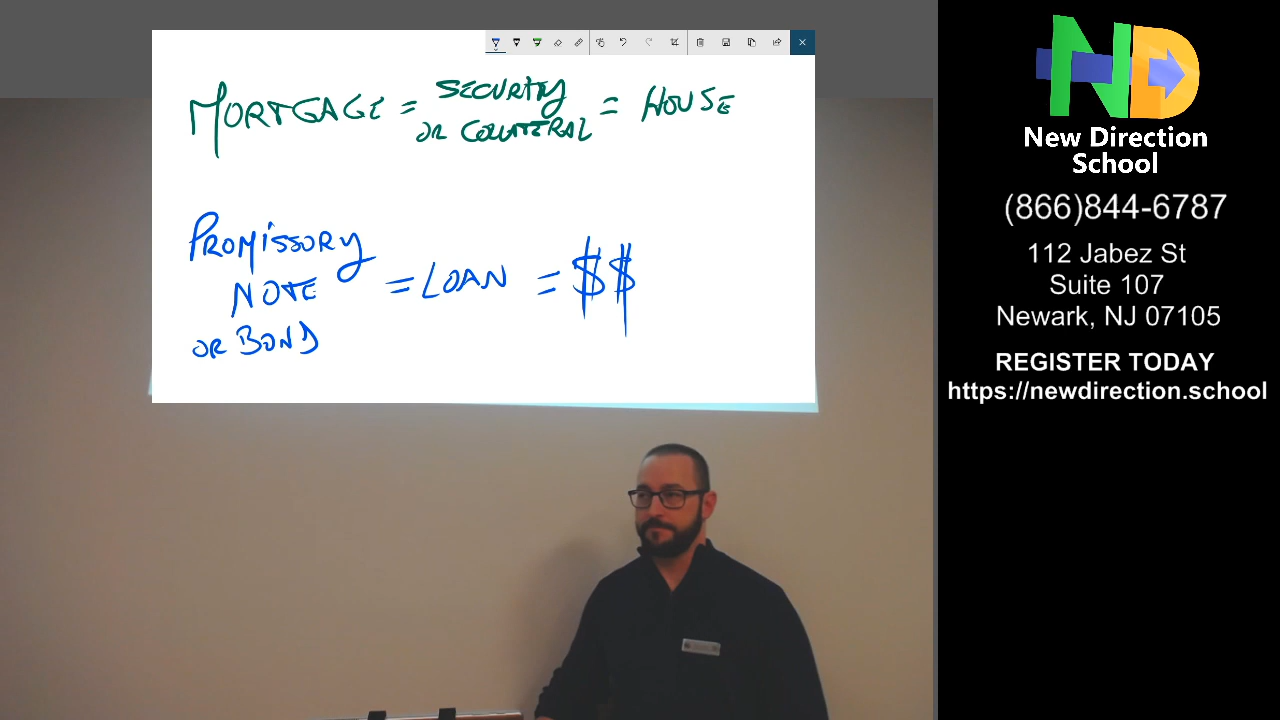 MORTGAGE = SECURITY OR COLLATERAL = HOUSE
PROMISSORY
NOTE = LOAN = $$
OR BOND
ND
New Direction
School
(866)844-6787
112 Jabez St
Suite 107
Newark, NJ 07105
REGISTER TODAY
https://newdirection.school